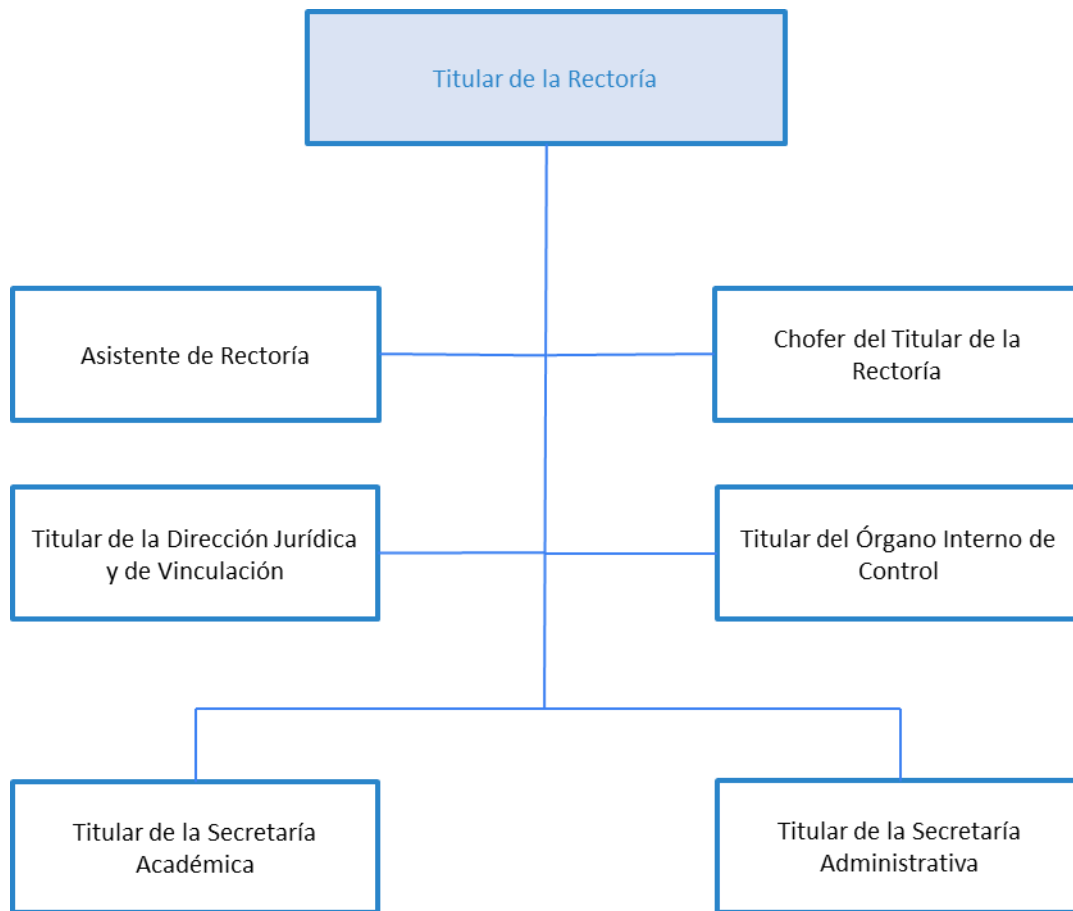 Titular de la Rectoría
Asistente de Rectoría
Chofer del Titular de la
Rectoría
Titular de la Dirección Jurídica
y de Vinculación
Titular del Órgano Interno de
Control
Titular de la Secretaría
Académica
Titular de la Secretaría
Administrativa